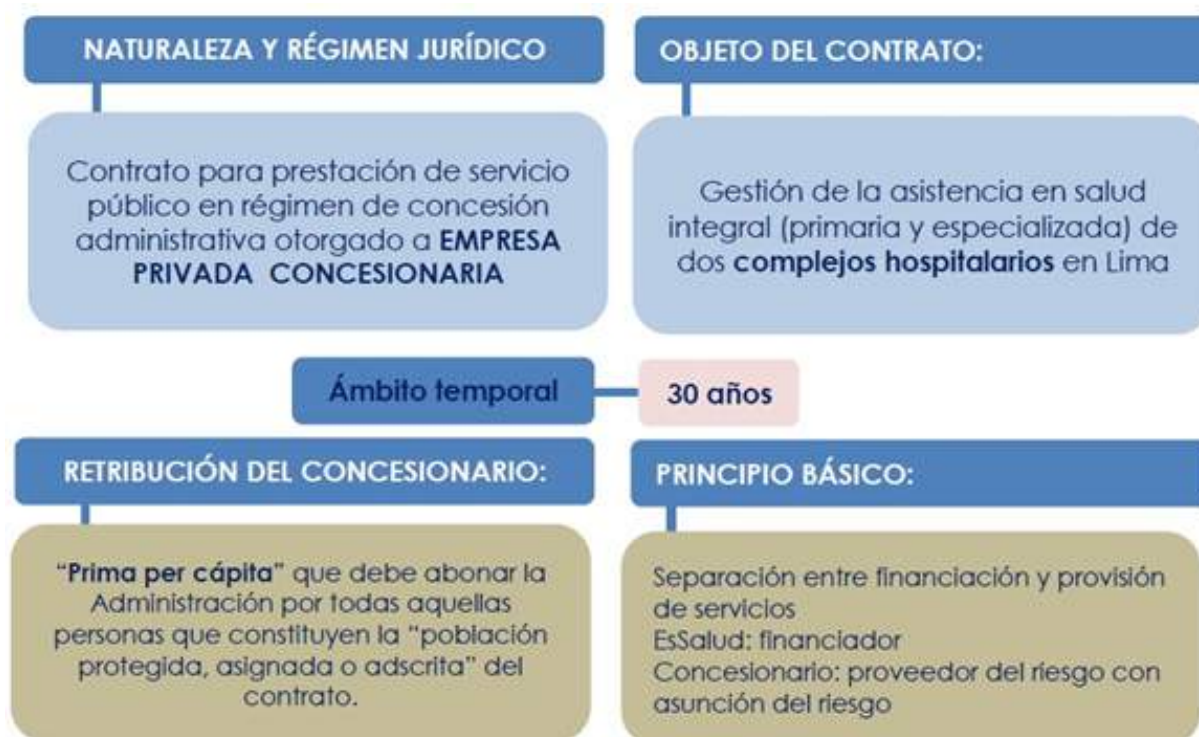 NATURALEZA Y RÉGIMEN JURÍDICO
Contrato para prestación de servicio
público en régimen de concesión
administrativa otorgado a EMPRESA
PRIVADA CONCESIONARIA
OBJETO DEL CONTRATO:
Gestión de la asistencia en salud
integral (primaria y especializada) de
dos complejos hospitalarios en Lima
Ámbito temporal
30 años
RETRIBUCIÓN DEL CONCESIONARIO:
“Prima per cápita” que debe abonar la
Administración por todas aquellas
personas que constituyen la “población
protegida, asignada o adscrita” del
contrato.
PRINCIPIO BÁSICO:
Separación entre financiación y provisión
de servicios
EsSalud: financiador
Concesionario: proveedor del riesgo con
asunción del riesgo